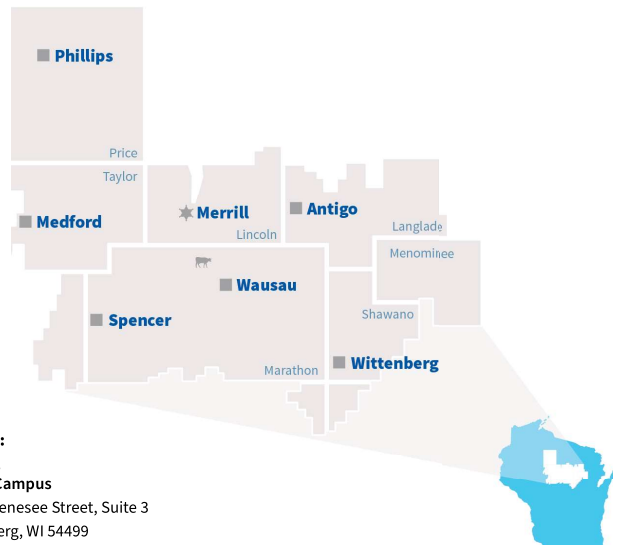 Phillips
Price
Taylor
Medford
Merrill
Lincoln
Antigo
Langlade
Menominee
Wausau
Spencer
Marathon
Shawano
Wittenberg
:
Campus
enesee Street, Suite 3
erg, WI 54499